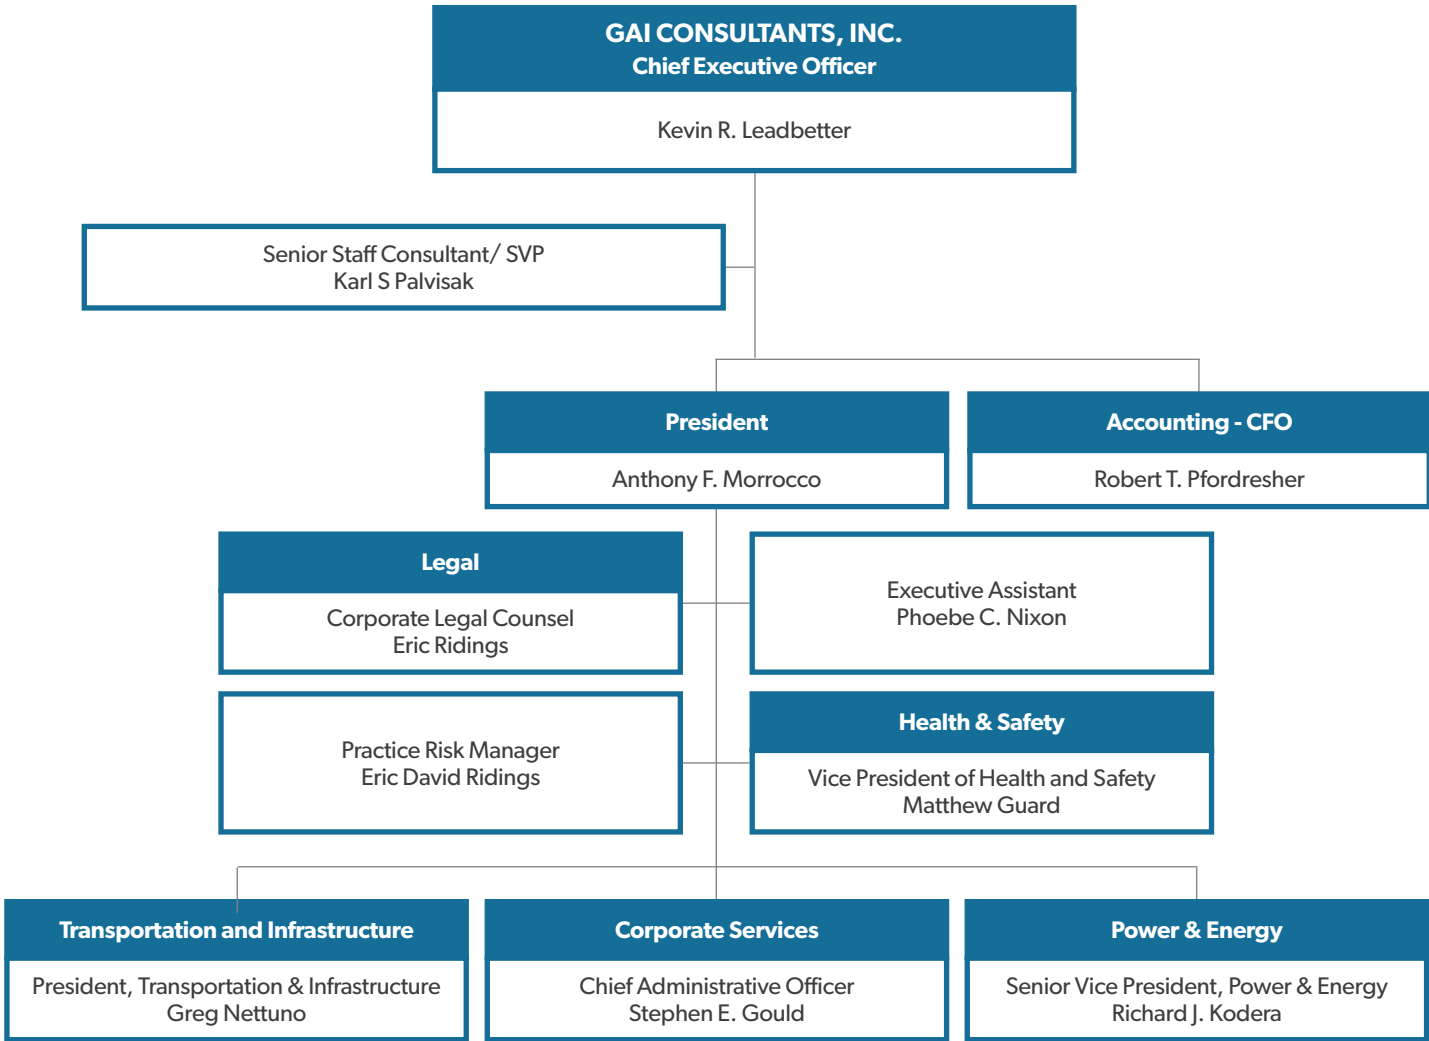 GAI CONSULTANTS, INC.
Chief Executive Officer
Kevin R. Leadbetter
Senior Staff Consultant/ SVP
Karl S Palvisak
President
Anthony F. Morrocco
Accounting - CFO
Robert T. Pfordresher
Legal
Corporate Legal Counsel
Eric Ridings
Executive Assistant
Phoebe C. Nixon
Practice Risk Manager
Eric David Ridings
Health & Safety
Vice President of Health and Safety
Matthew Guard
Transportation and Infrastructure
President, Transportation & Infrastructure
Greg Nettuno
Corporate Services
Chief Administrative Officer
Stephen E. Gould
Power & Energy
Senior Vice President, Power & Energy
Richard J. Kodera